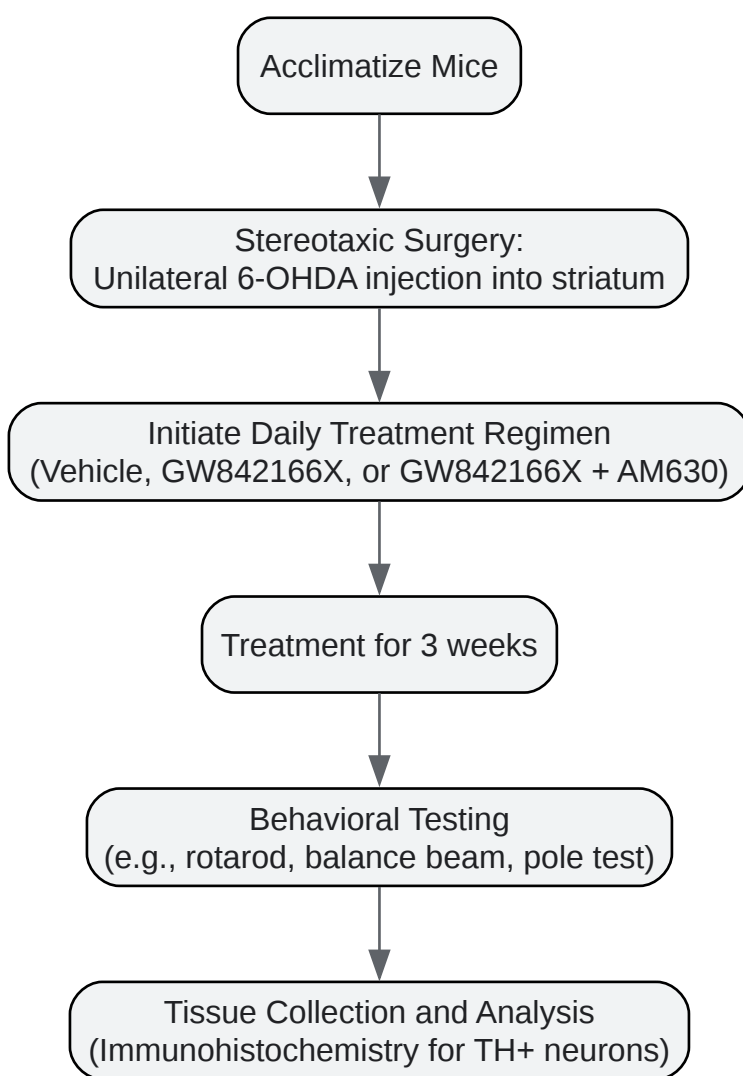 Acclimatize Mice
Stereotaxic Surgery:
Unilateral 6-OHDA injection into striatum
Initiate Daily Treatment Regimen
(Vehicle, GW842166X, or GW842166X + AM630)
Treatment for 3 weeks
Behavioral Testing
(e.g., rotarod, balance beam, pole test)
Tissue Collection and Analysis
(Immunohistochemistry for TH+ neurons)